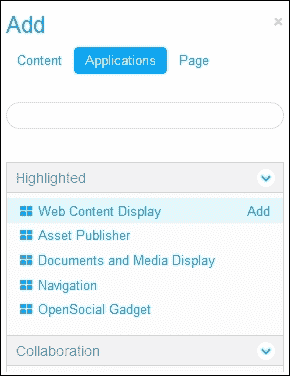 Add
Content Applications Page
Highlighted
Web Content Display Add
Asset Publisher
Documents and Media Display
Navigation
OpenSocial Gadget
Collaboration